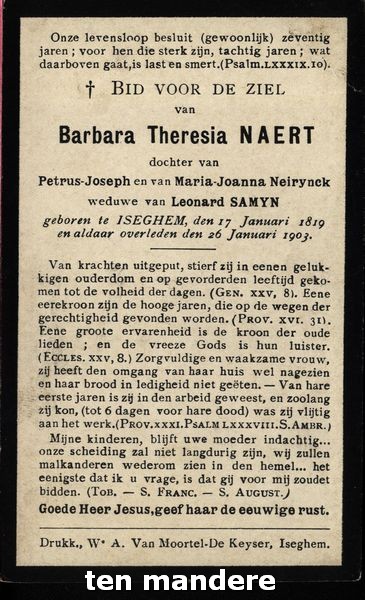 Onze levensloop besluit (gewoonlijk) zeventig
jaren ; voor hen die sterk zijn, tachtig jaren ; wat
daarboven gaat, is last en smert. (Psalm. LXXXIX. 10).
† BID VOOR DE ZIEL
van
Barbara Theresia NAERT
dochter van
Petrus-Joseph en van Maria-Joanna Neirynck
weduwe van Leonard SAMYN
geboren te ISEGHEM, den 17 Januari 1819
en aldaar overleden den 26 Januari 1903.
Van krachten uitgeput, stierf zij in eenen geluk-
kigen ouderdom en op gevorderden leeftijd geko-
men tot de volheid der dagen. (GEN. XXV, 8). Eene
eerekroon zijn de hooge jaren, die op de wegen der
gerechtigheid gevonden worden. (PROV. XVI. 31).
Eene groote ervarenheid is de kroon der oude
lieden ; en de vreeze Gods is hun luister.
(ECCLES. XXV, 8.) Zorgvuldige en waakzame vrouw,
zij heeft den omgang van haar huis wel nagezien
en haar brood in ledigheid niet geëten. — Van hare
eerste jaren is zij in den arbeid geweest, en zoolang
zij kon, (tot 6 dagen voor hare dood) was zij vlijtig
aan het werk. (PROV. XXXI. PSALM LXXXVIII. S. AMBR.)
Mijne kinderen, blijft uwe moeder indachtig...
onze scheiding zal niet langdurig zijn, wij zullen
malkanderen wederom zien in den hemel... het
eenigste dat ik u vrage, is dat gij voor mij zoudet
bidden. (TOB. — S. FRANC. — S. AUGUST.)
Goede Heer Jesus, geef haar de eeuwige rust.
Drukk., We A. Van Moortel-De Keyser, Iseghem.
ten mandere